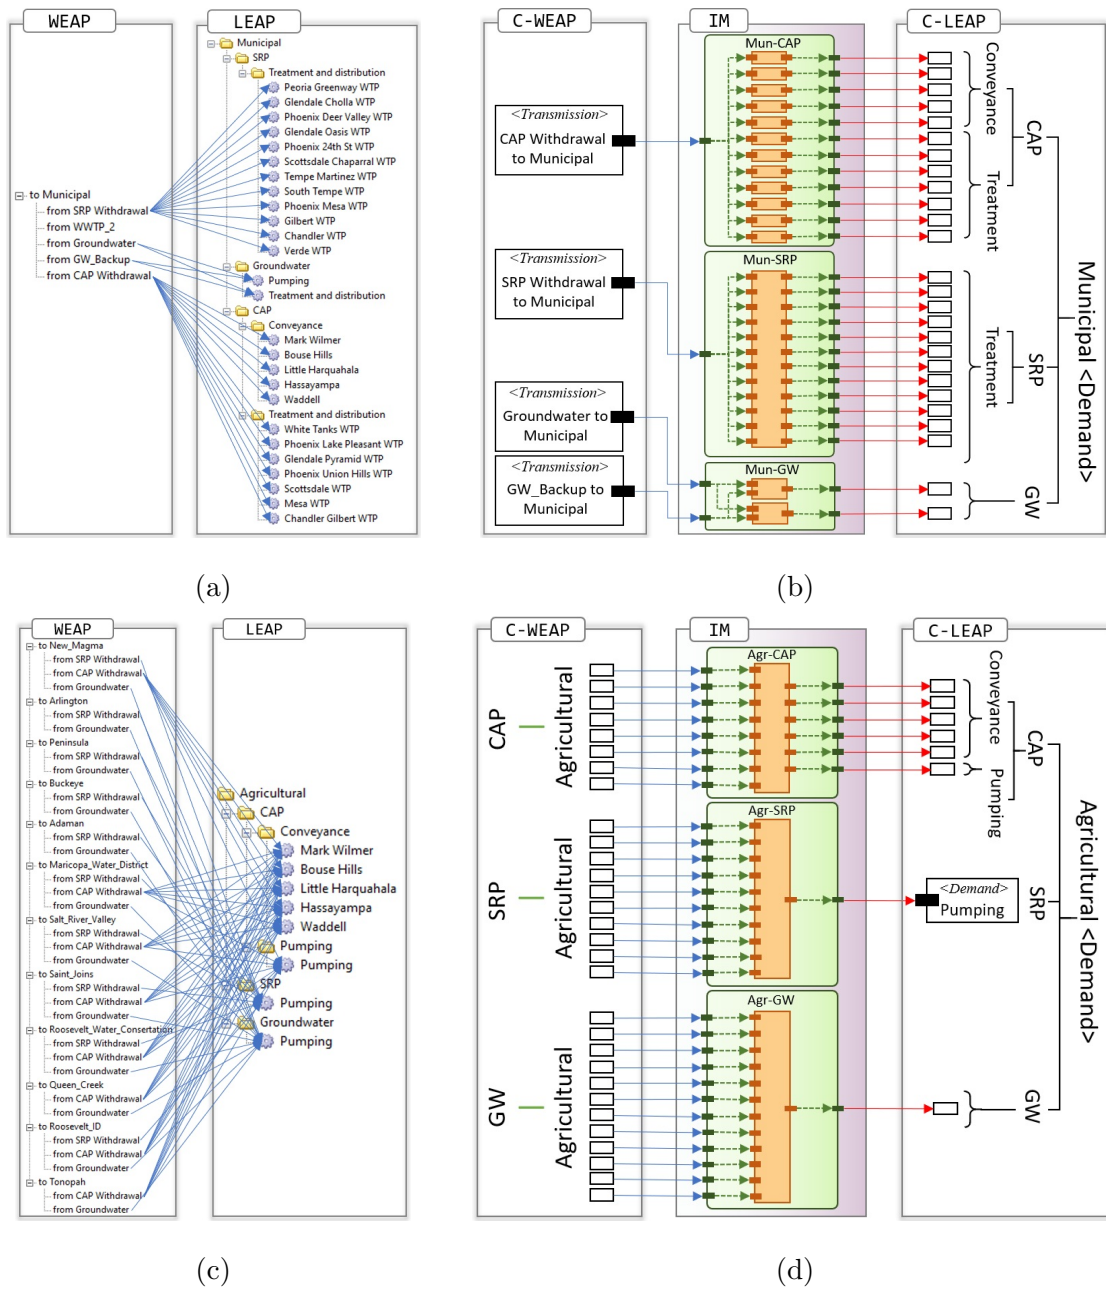 WEAP
LEAP
to Municipal
from SRP Withdrawal
from WWTP_2
from Groundwater
from GW_Backup
from CAP Withdrawal
Municipal
SRP
Treatment and distribution
Peoria Greenway WTP
Glendale Cholla WTP
Phoenix Deer Valley WTP
Glendale Oasis WTP
Phoenix 24th St WTP
Scottsdale Chaparral WTP
Tempe Martinez WTP
South Tempe WTP
Phoenix Mesa WTP
Gilbert WTP
Chandler WTP
Verde WTP
Groundwater
Pumping
Treatment and distribution
CAP
Conveyance
Mark Wilmer
Bouse Hills
Little Harquahala
Hassayampa
Waddell
Treatment and distribution
White Tanks WTP
Phoenix Lake Pleasant WTP
Glendale Pyramid WTP
Phoenix Union Hills WTP
Scottsdale WTP
Mesa WTP
Chandler Gilbert WTP
(a)
C-WEAP
IM
C-LEAP
<Transmission>
CAP Withdrawal
to Municipal
<Transmission>
SRP Withdrawal
to Municipal
<Transmission>
Groundwater to
Municipal
<Transmission>
GW_Backup to
Municipal
Mun-CAP
Mun-SRP
Mun-GW
Conveyance
Treatment
CAP
Treatment
SRP
GW
Municipal <Demand>
(b)
WEAP
LEAP
to New_Magma
from SRP Withdrawal
from CAP Withdrawal
from Groundwater
to Arlington
from SRP Withdrawal
from Groundwater
to Peninsula
from SRP Withdrawal
from Groundwater
to Buckeye
from SRP Withdrawal
from Groundwater
to Adaman
from SRP Withdrawal
from Groundwater
to Maricopa_Water_District
from SRP Withdrawal
from CAP Withdrawal
from Groundwater
to Salt_River_Valley
from SRP Withdrawal
from CAP Withdrawal
from Groundwater
to Saint_Joins
from SRP Withdrawal
from CAP Withdrawal
from Groundwater
to Roosevelt_Water_Consertation
from SRP Withdrawal
from CAP Withdrawal
from Groundwater
to Queen_Creek
from CAP Withdrawal
from Groundwater
to Roosevelt_ID
from SRP Withdrawal
from CAP Withdrawal
from Groundwater
to Tonopah
from CAP Withdrawal
from Groundwater
Agricultural
CAP
Conveyance
Mark Wilmer
Bouse Hills
Little Harquahala
Hassayampa
Waddell
Pumping
Pumping
SRP
Pumping
Groundwater
Pumping
(c)
C-WEAP
IM
C-LEAP
CAP
Agricultural
SRP
Agricultural
GW
Agricultural
Agr-CAP
Agr-SRP
Agr-GW
Conveyance
Pumping
CAP
<Demand>
Pumping
SRP
GW
Agricultural <Demand>
(d)